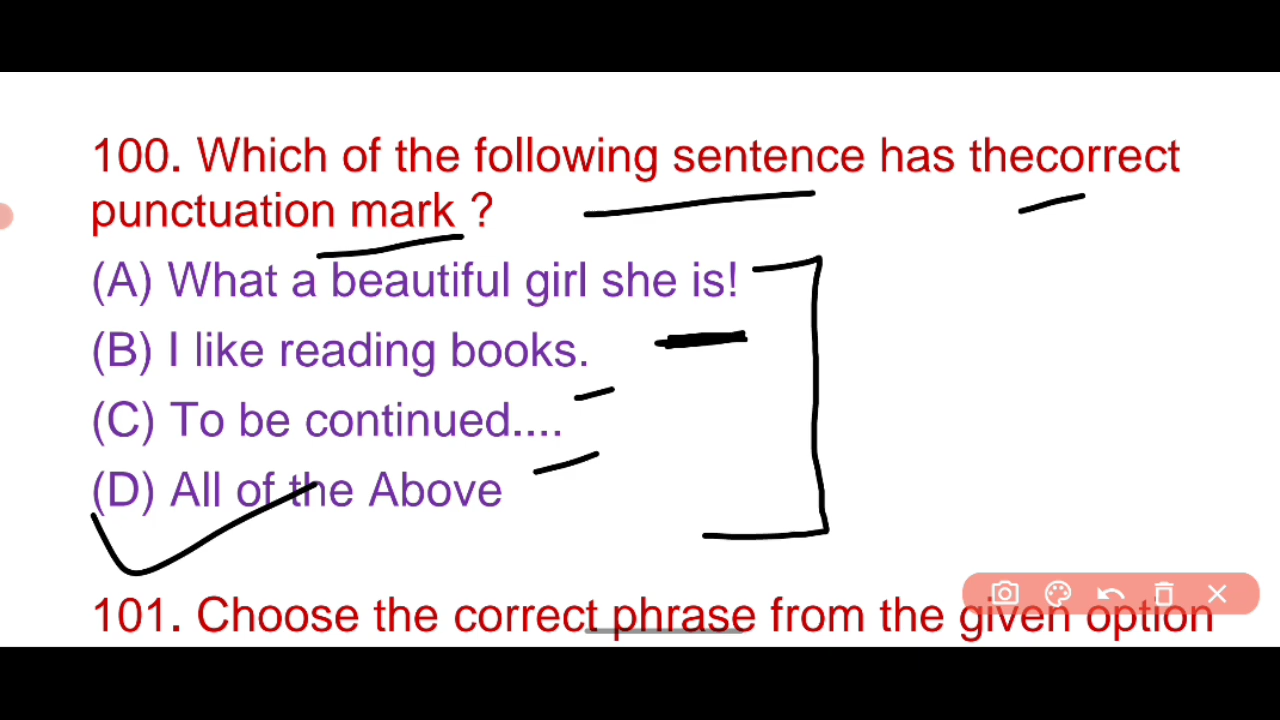 100. Which of the following sentence has thecorrect
punctuation mark ?
(A) What a beautiful girl she is!
(B) I like reading books.
(C) To be continued....
(D) All of the Above
101. Choose the correct phrase from the given option